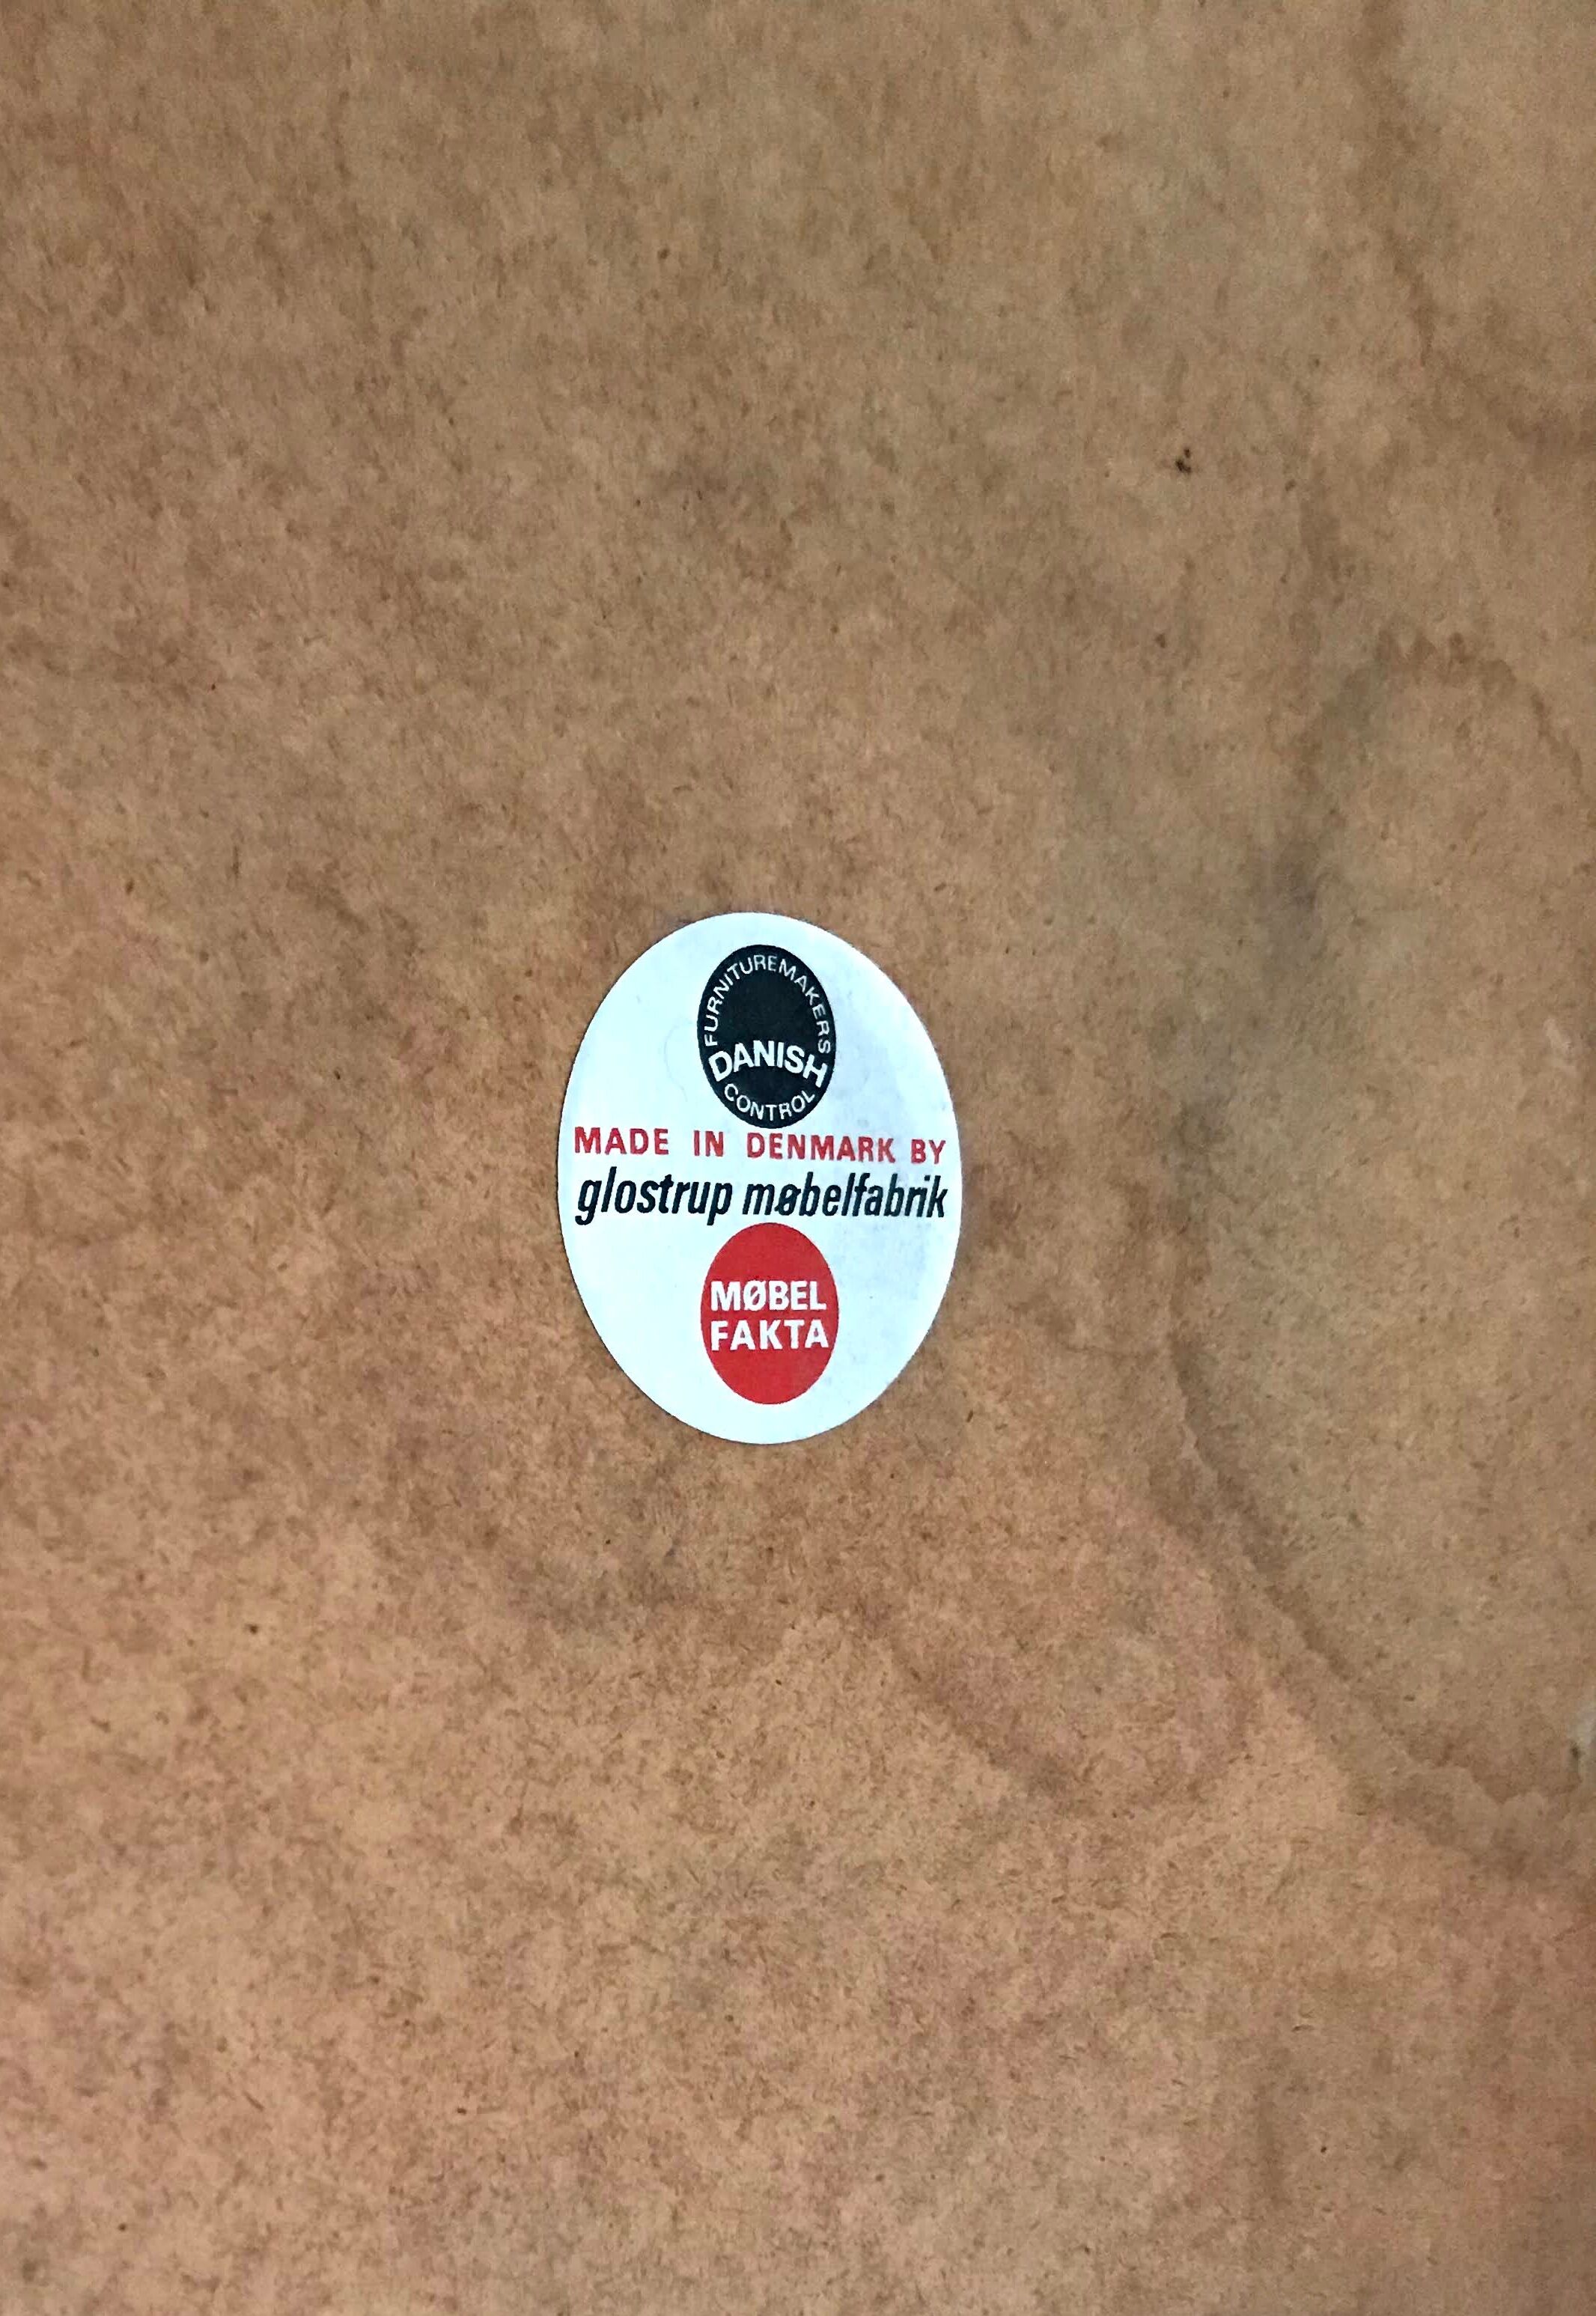 FURNITUREMAKERS
DANISH
CONTROL
MADE IN DENMARK BY
glostrup møbelfabrik
MØBEL
FAKTA